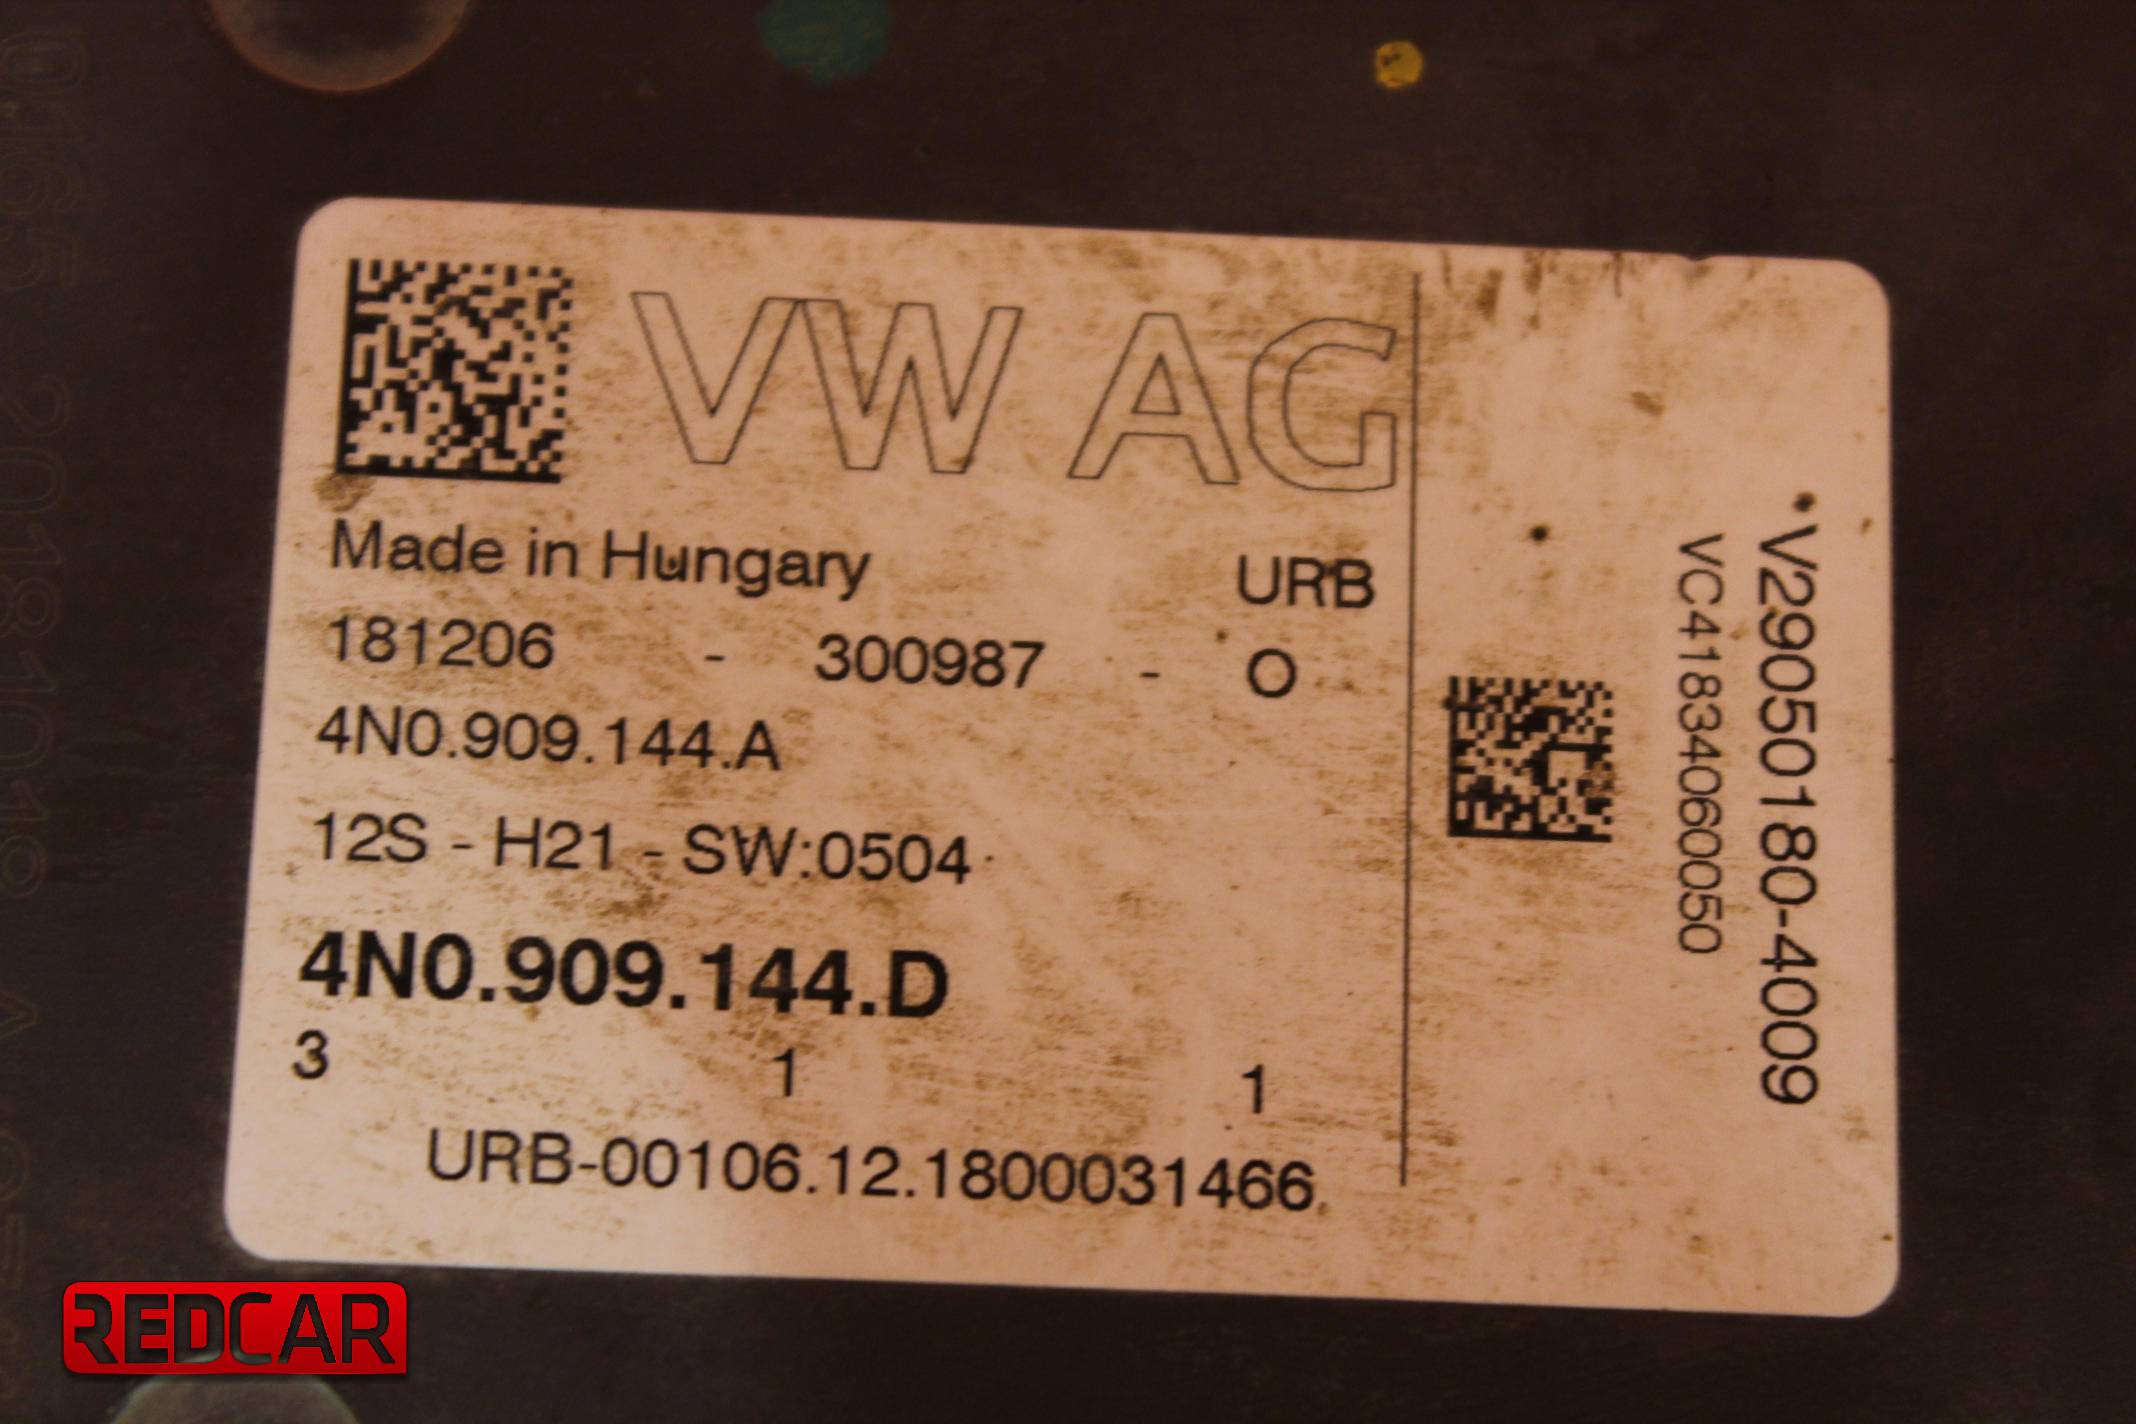 VW AG
Made in Hungary URB
181206 - 300987 - O
4N0.909.144.A
12S - H21 - SW:0504
4N0.909.144.D
3 1 1
URB-00106.12.1800031466
V29050180-4009
VC418340600050
REDCAR